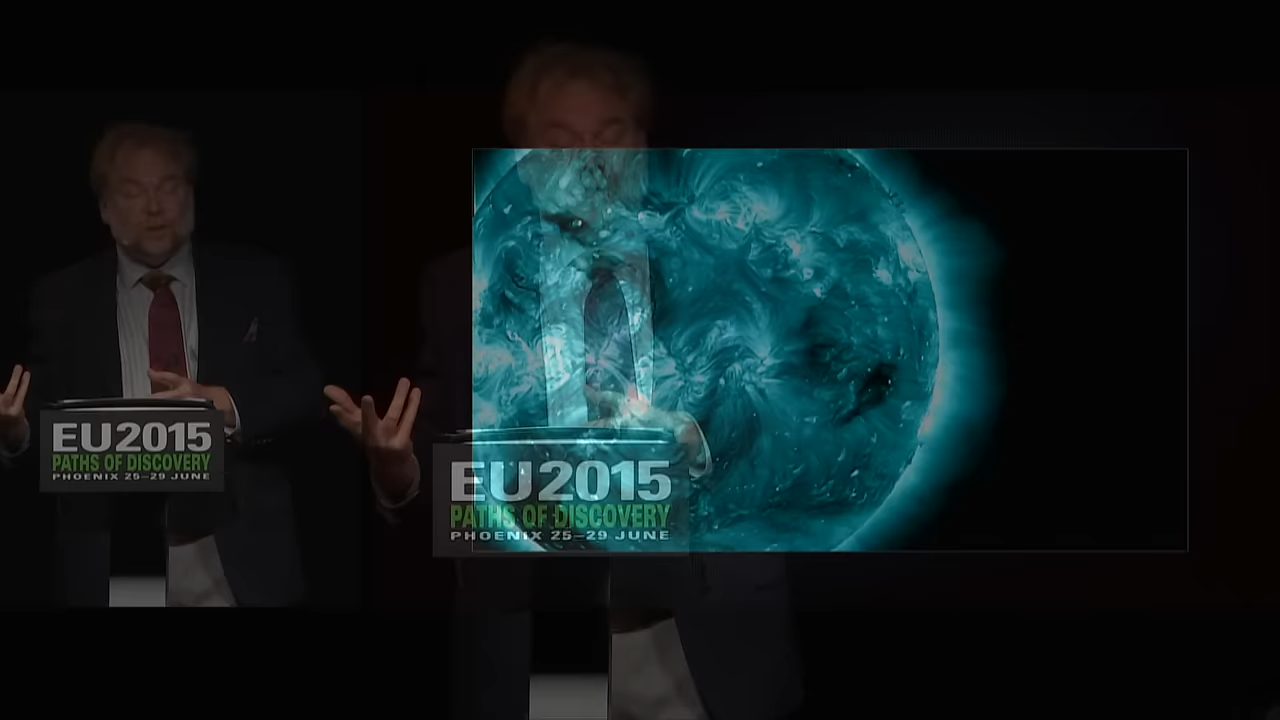 EU2015
PATHS OF DISCOVERY
PHOENIX 25–29 JUNE
EU2015
PATHS OF DISCOVERY
PHOENIX 25–29 JUNE